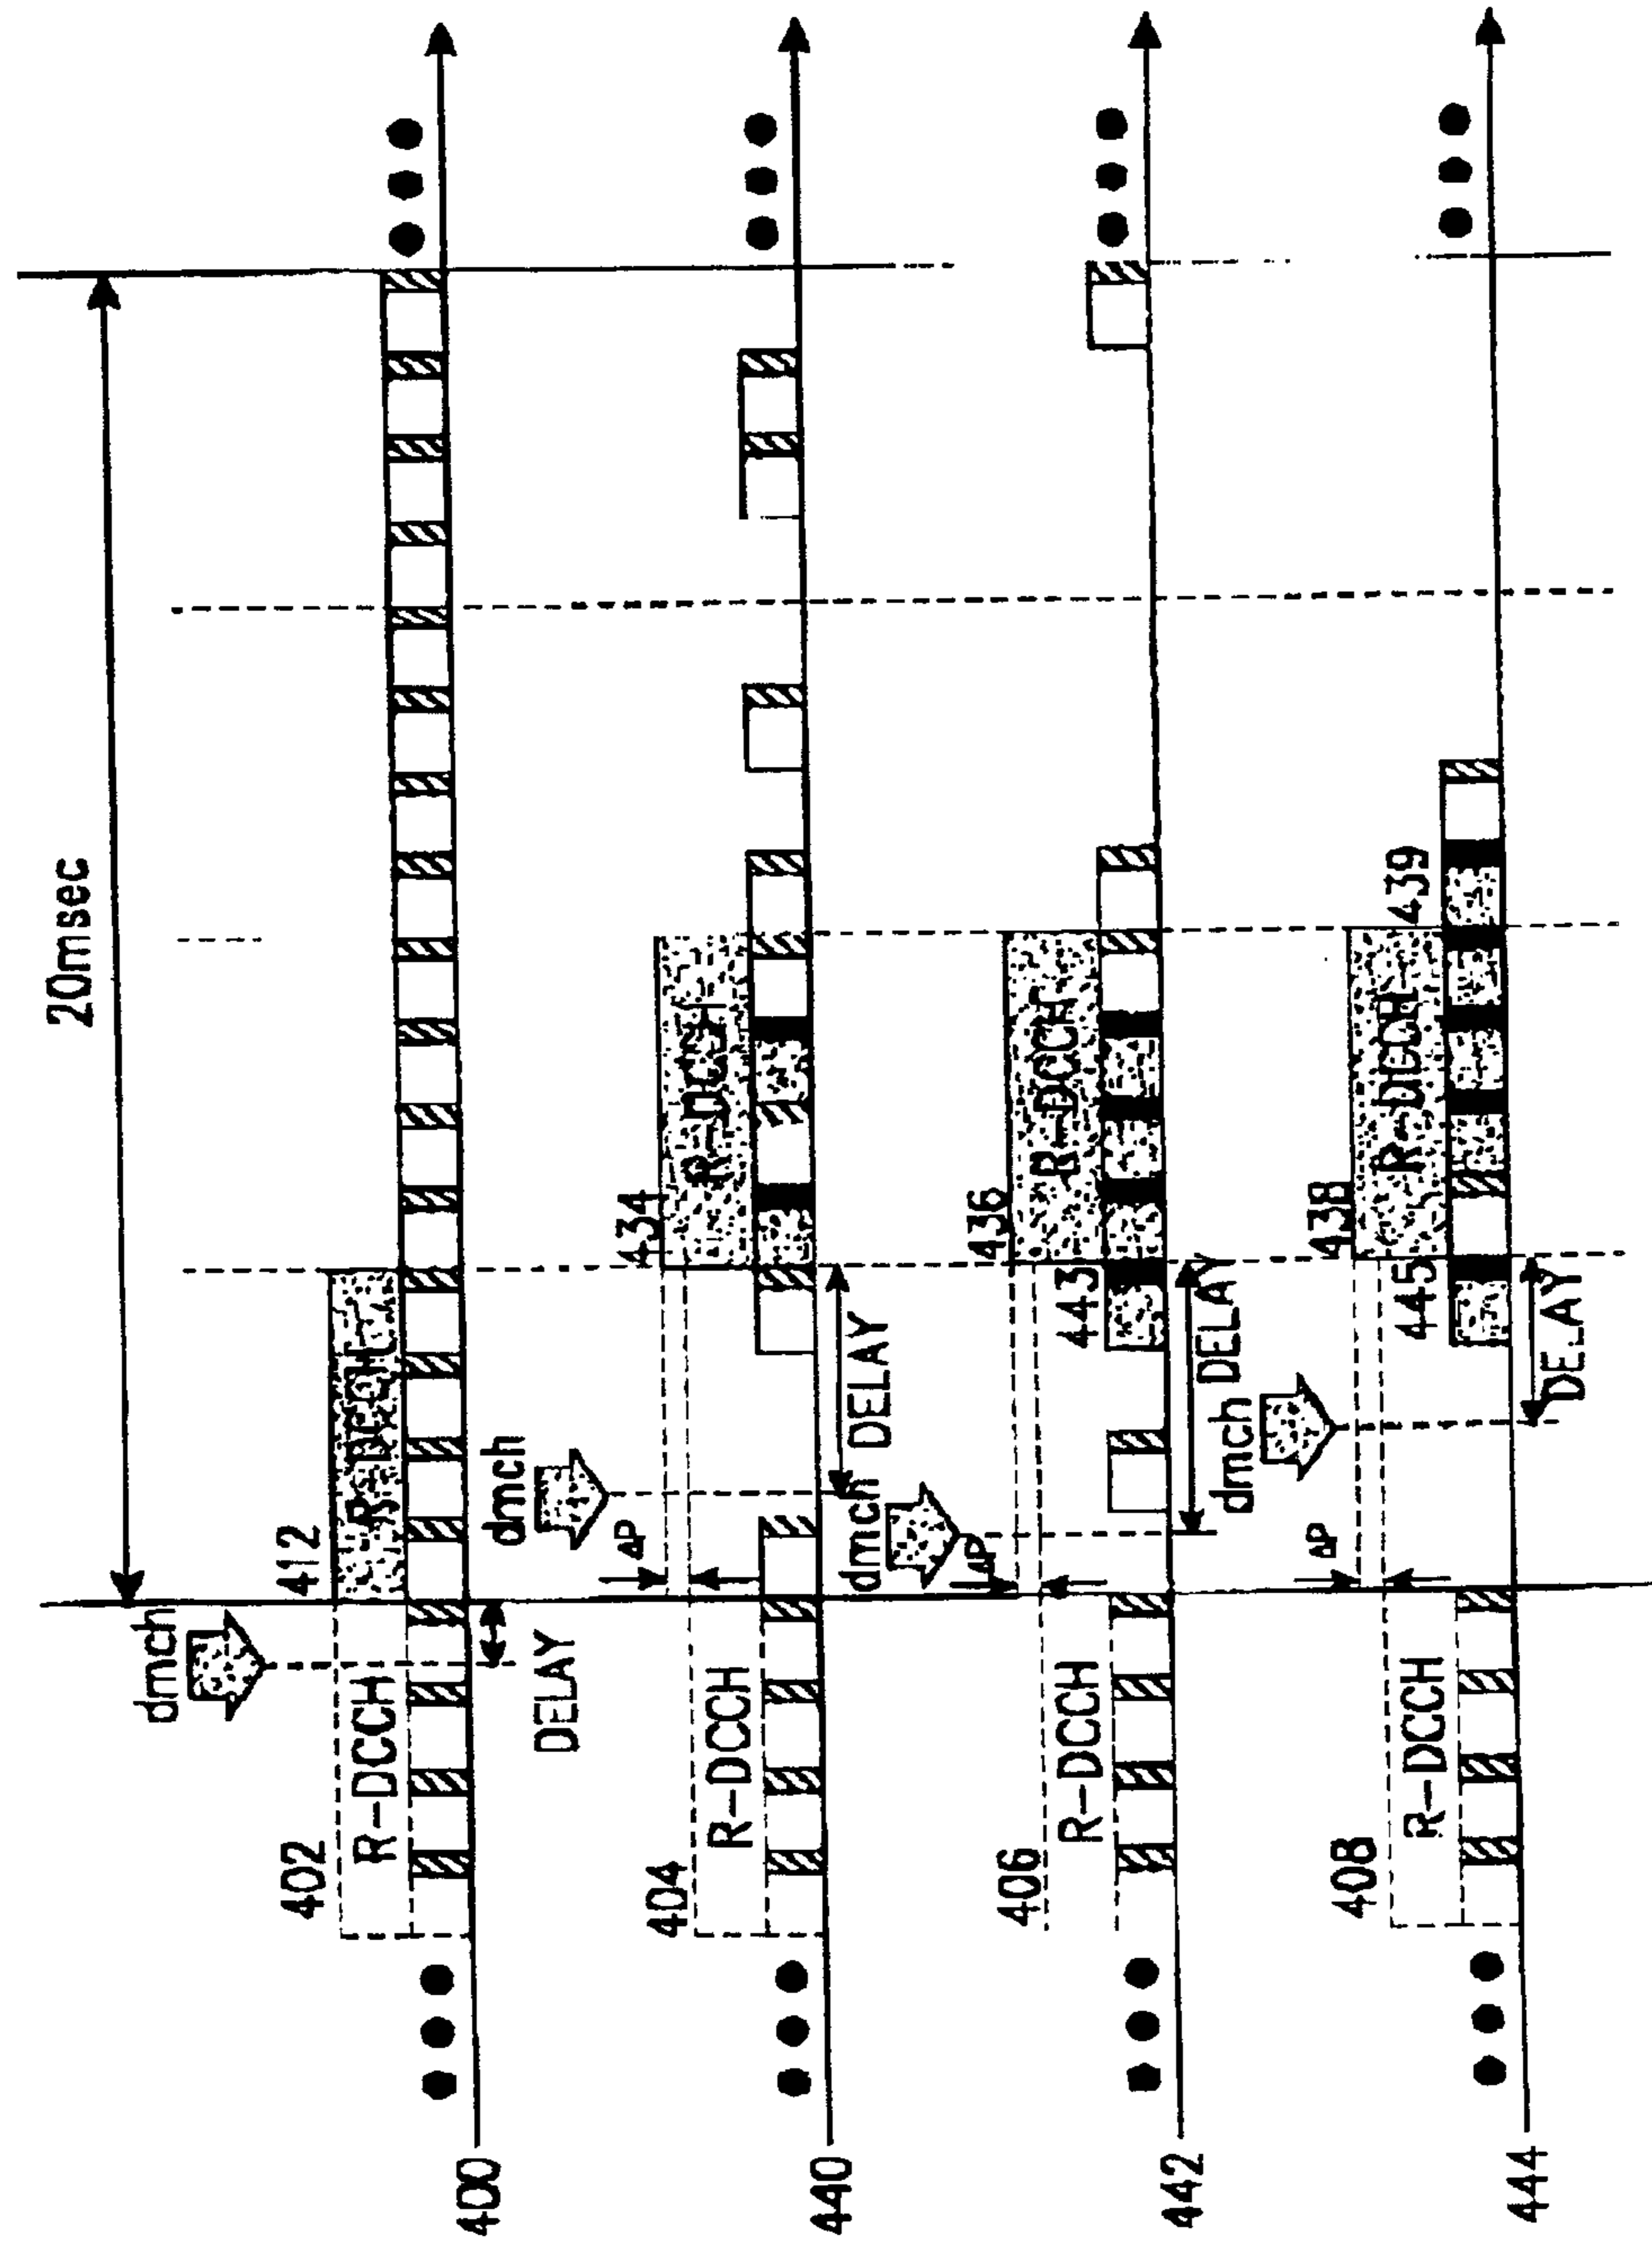 20msec
dmch
412
402
R-DCCH
R-DCCH
DELAY
400
dmch
ΔP
434
404
R-DCCH
R-DCCH
DELAY
440
dmch
ΔP
436
406
R-DCCH
R-DCCH
443
DELAY
442
dmch
ΔP
438
439
408
R-DCCH
R-DCCH
445
DELAY
444